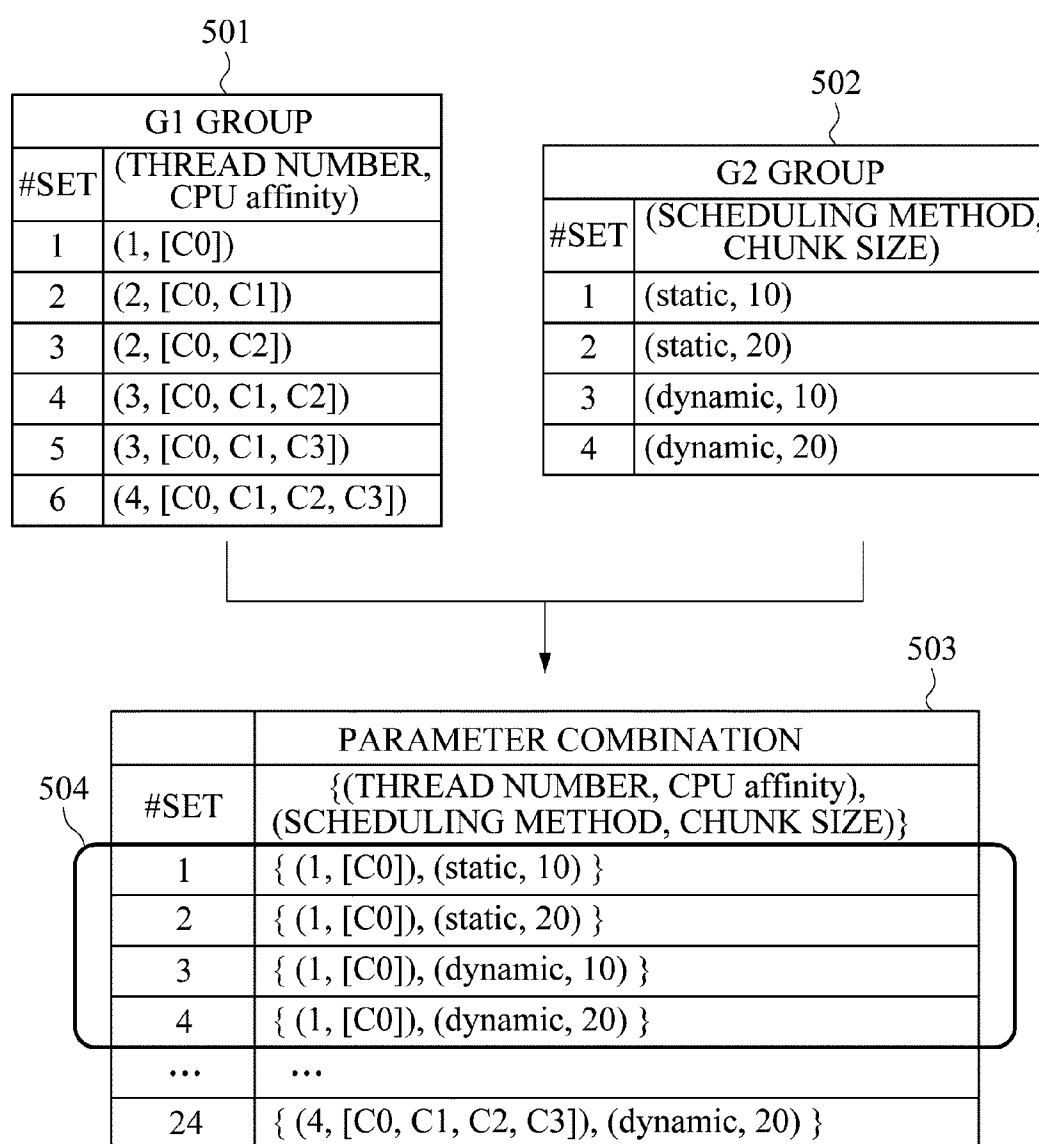 501
G1 GROUP
#SET
(THREAD NUMBER,
CPU affinity)
1 (1, [C0])
2 (2, [C0, C1])
3 (2, [C0, C2])
4 (3, [C0, C1, C2])
5 (3, [C0, C1, C3])
6 (4, [C0, C1, C2, C3])
502
G2 GROUP
#SET
(SCHEDULING METHOD,
CHUNK SIZE)
1 (static, 10)
2 (static, 20)
3 (dynamic, 10)
4 (dynamic, 20)
503
PARAMETER COMBINATION
504
#SET
{(THREAD NUMBER, CPU affinity),
(SCHEDULING METHOD, CHUNK SIZE)}
1 { (1, [C0]), (static, 10) }
2 { (1, [C0]), (static, 20) }
3 { (1, [C0]), (dynamic, 10) }
4 { (1, [C0]), (dynamic, 20) }
... ...
24 { (4, [C0, C1, C2, C3]), (dynamic, 20) }